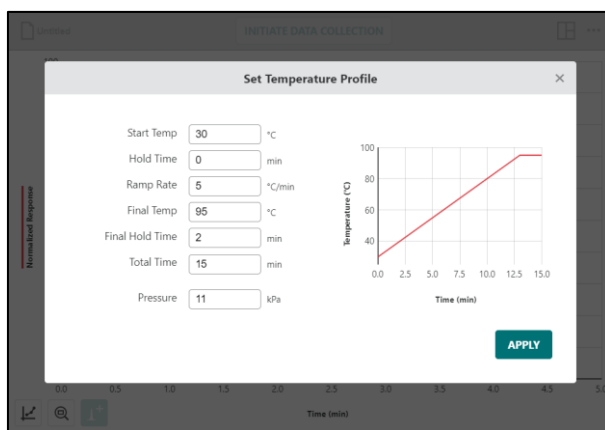 Untitled
INITIATE DATA COLLECTION
Set Temperature Profile
Start Temp 30 °C
Hold Time 0 min
Ramp Rate 5 °C/min
Final Temp 95 °C
Final Hold Time 2 min
Total Time 15 min
Pressure 11 kPa
Temperature (°C)
100
80
60
40
0.0 2.5 5.0 7.5 10.0 12.5 15.0
Time (min)
APPLY
Normalized Response
0.0 0.5 1.0 1.5 2.0 2.5 3.0 3.5 4.0 4.5 5.0
Time (min)